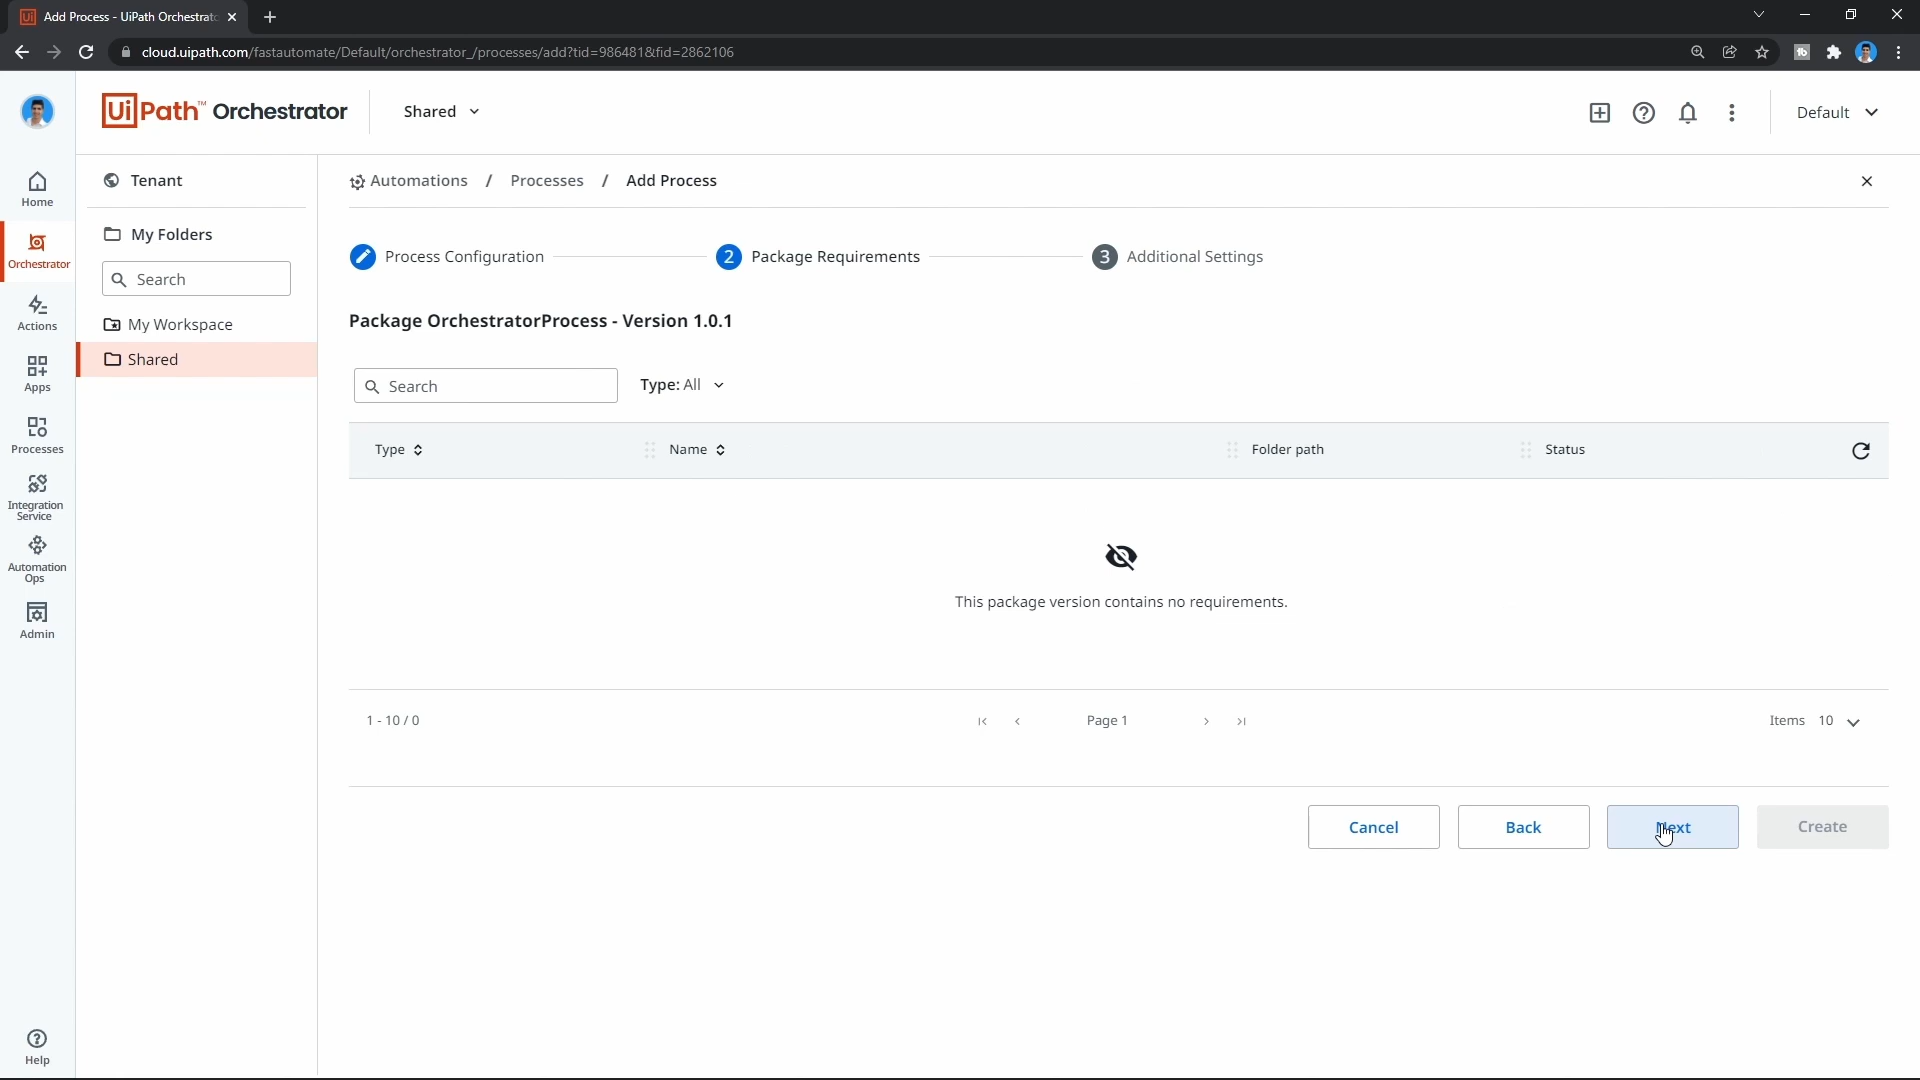 Add Process - UiPath Orchestrato
cloud.uipath.com/fastautomate/Default/orchestrator_/processes/add?tid=986481&fid=2862106
UiPath™ Orchestrator
Shared
Default
Home
Orchestrator
Actions
Apps
Processes
Integration
Service
Automation
Ops
Admin
Help
Tenant
My Folders
Search
My Workspace
Shared
Automations / Processes / Add Process
Process Configuration
2 Package Requirements
3 Additional Settings
Package OrchestratorProcess - Version 1.0.1
Search
Type: All
Type
Name
Folder path
Status
This package version contains no requirements.
1 - 10 / 0
Page 1
Items 10
Cancel
Back
Next
Create